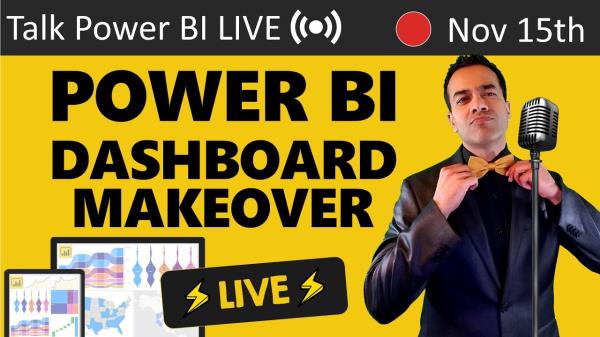 Talk Power BI LIVE
Nov 15th
POWER BI
DASHBOARD
MAKEOVER
LIVE